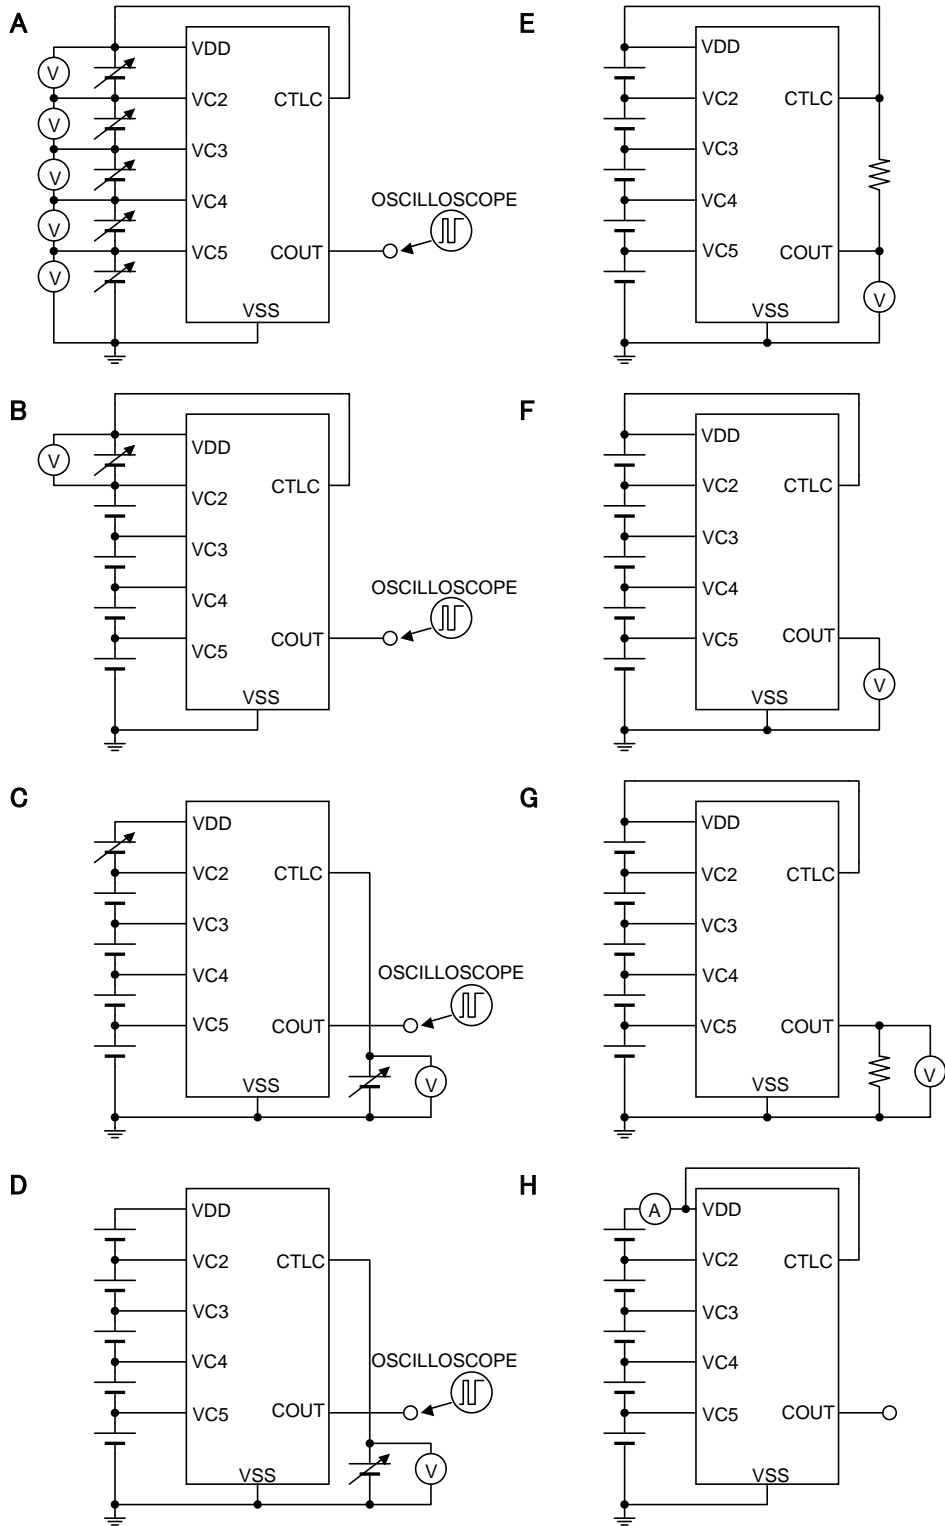 A
VDD
VC2
VC3
VC4
VC5
CTLC
COUT
VSS
V
V
V
V
V
OSCILLOSCOPE
B
VDD
VC2
VC3
VC4
VC5
CTLC
COUT
VSS
V
OSCILLOSCOPE
C
VDD
VC2
VC3
VC4
VC5
CTLC
COUT
VSS
OSCILLOSCOPE
V
D
VDD
VC2
VC3
VC4
VC5
CTLC
COUT
VSS
OSCILLOSCOPE
V
E
VDD
VC2
VC3
VC4
VC5
CTLC
COUT
VSS
V
F
VDD
VC2
VC3
VC4
VC5
CTLC
COUT
VSS
V
G
VDD
VC2
VC3
VC4
VC5
CTLC
COUT
VSS
V
H
A
VDD
VC2
VC3
VC4
VC5
CTLC
COUT
VSS